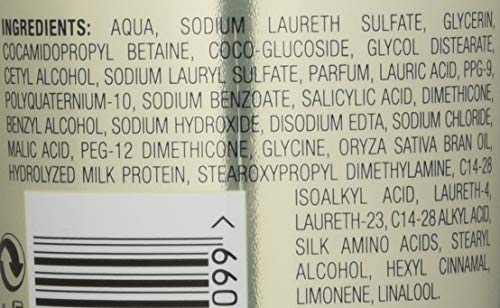 INGREDIENTS: AQUA, SODIUM LAURETH SULFATE, GLYCERIN,
COCAMIDOPROPYL BETAINE, COCO-GLUCOSIDE, GLYCOL DISTEARATE,
CETYL ALCOHOL, SODIUM LAURYL SULFATE, PARFUM, LAURIC ACID, PPG-9,
POLYQUATERNIUM-10, SODIUM BENZOATE, SALICYLIC ACID, DIMETHICONE,
BENZYL ALCOHOL, SODIUM HYDROXIDE, DISODIUM EDTA, SODIUM CHLORIDE,
MALIC ACID, PEG-12 DIMETHICONE, GLYCINE, ORYZA SATIVA BRAN OIL,
HYDROLYZED MILK PROTEIN, STEAROXYPROPYL DIMETHYLAMINE, C14-28
ISOALKYL ACID, LAURETH-4,
LAURETH-23, C14-28 ALKYL ACID,
SILK AMINO ACIDS, STEARYL
ALCOHOL, HEXYL CINNAMAL,
LIMONENE, LINALOOL.